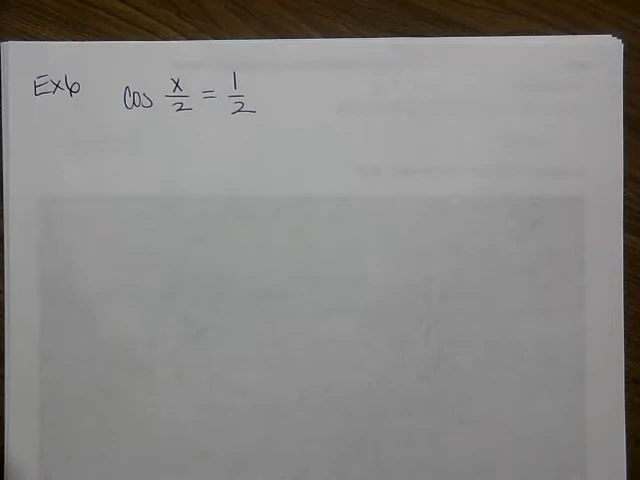 Ex6 cos x/2 = 1/2